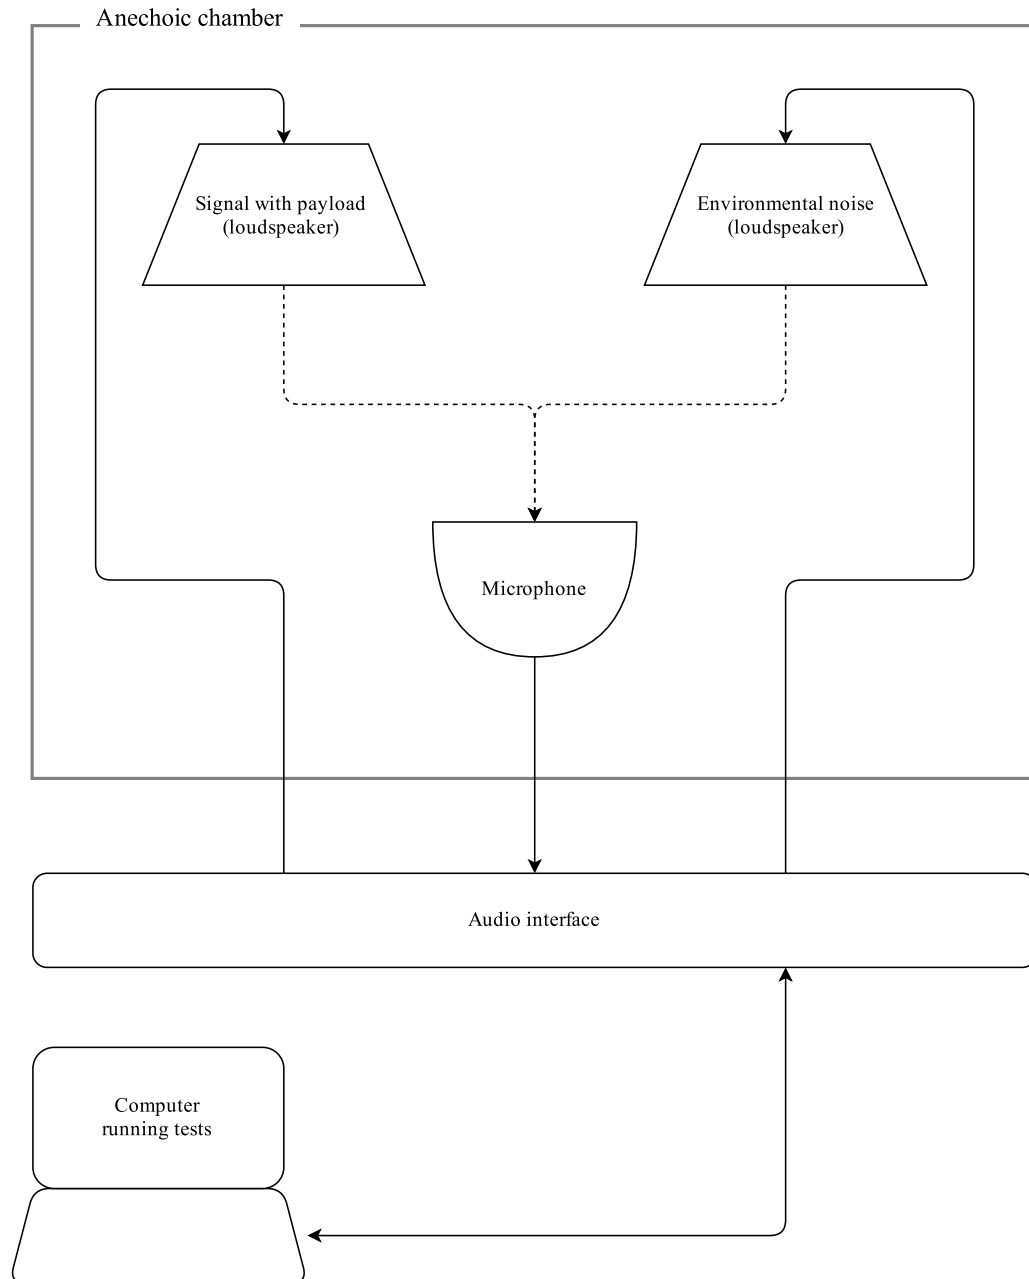 Anechoic chamber
Signal with payload
(loudspeaker)
Environmental noise
(loudspeaker)
Microphone
Audio interface
Computer
running tests